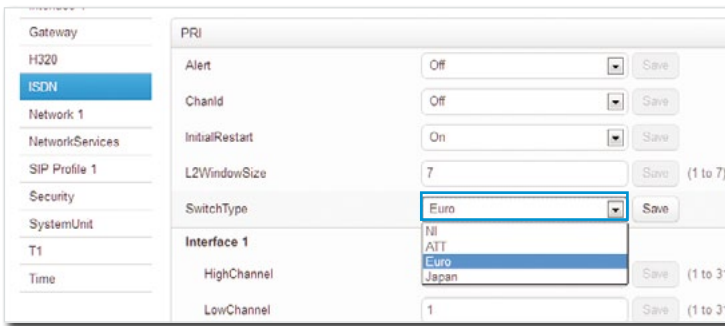 Gateway
H320
ISDN
Network 1
NetworkServices
SIP Profile 1
Security
SystemUnit
T1
Time
PRI
Alert Off Save
ChanId Off Save
InitialRestart On Save
L2WindowSize 7 Save (1 to 7)
SwitchType Euro Save
NI
ATT
Euro
Japan
Interface 1
HighChannel Save (1 to 31
LowChannel 1 Save (1 to 31